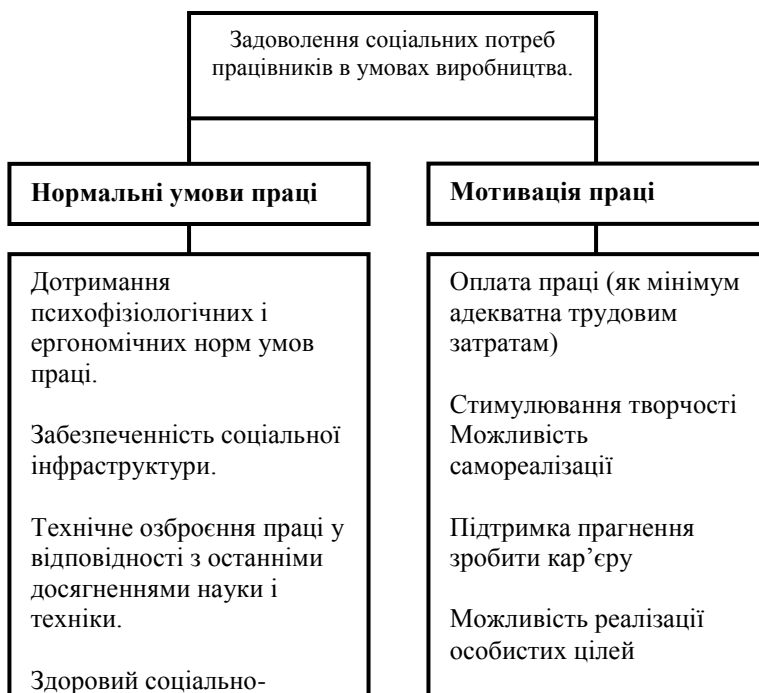 Задоволення соціальних потреб
працівників в умовах виробництва.
Нормальні умови праці
Мотивація праці
Дотримання
психофізіологічних і
ергономічних норм умов
праці.
Забезпеченність соціальної
інфраструктури.
Технічне озброєння праці у
відповідності з останніми
досягненнями науки і
техніки.
Здоровий соціально-
Оплата праці (як мінімум
адекватна трудовим
затратам)
Стимулювання творчості
Можливість
самореалізації
Підтримка прагнення
зробити кар’єру
Можливість реалізації
особистих цілей